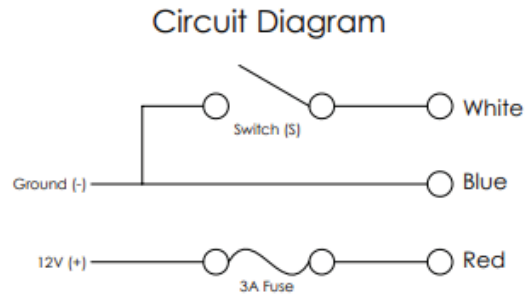 Circuit Diagram
White
Switch (S)
Ground (-)
Blue
12V (+)
Red
3A Fuse